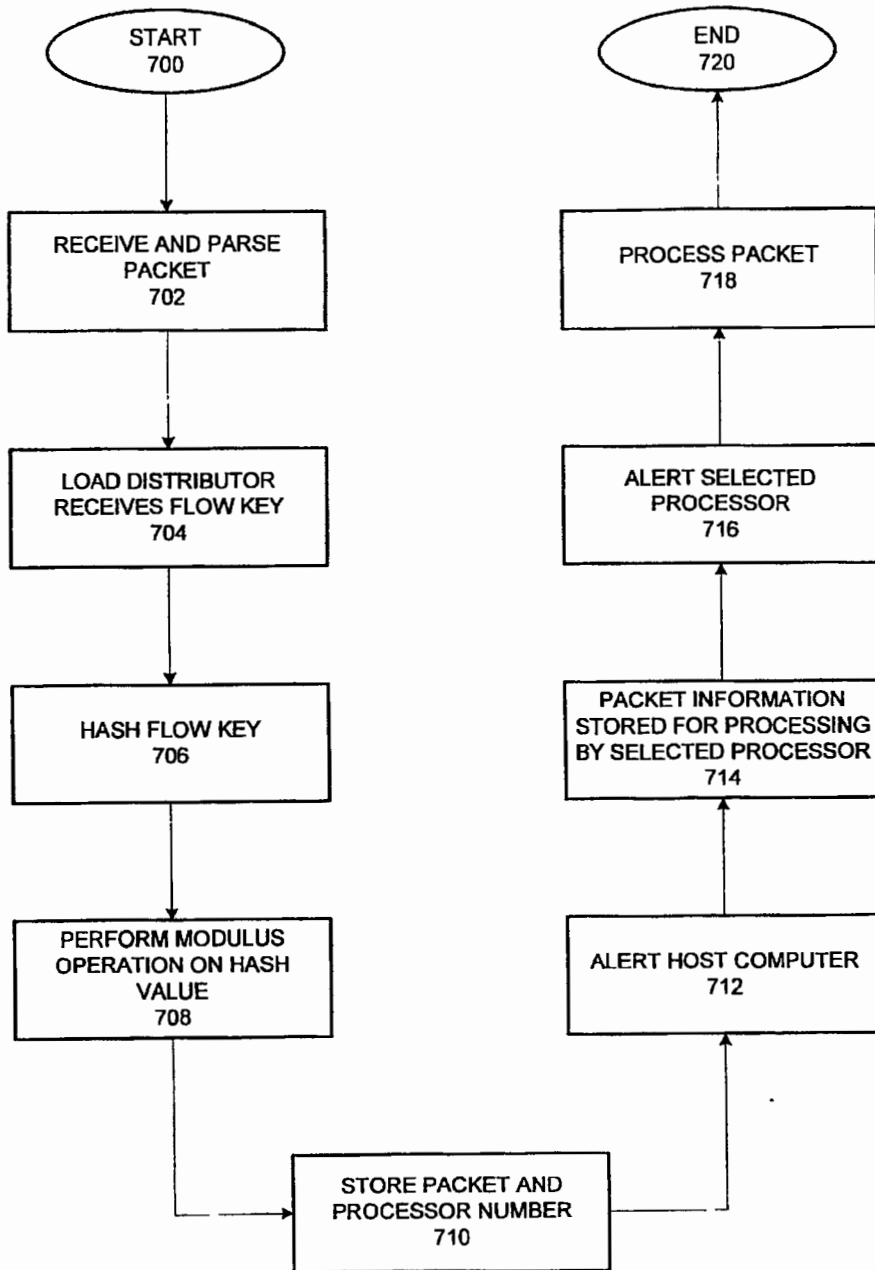 START
700
RECEIVE AND PARSE
PACKET
702
LOAD DISTRIBUTOR
RECEIVES FLOW KEY
704
HASH FLOW KEY
706
PERFORM MODULUS
OPERATION ON HASH
VALUE
708
STORE PACKET AND
PROCESSOR NUMBER
710
ALERT HOST COMPUTER
712
PACKET INFORMATION
STORED FOR PROCESSING
BY SELECTED PROCESSOR
714
ALERT SELECTED
PROCESSOR
716
PROCESS PACKET
718
END
720